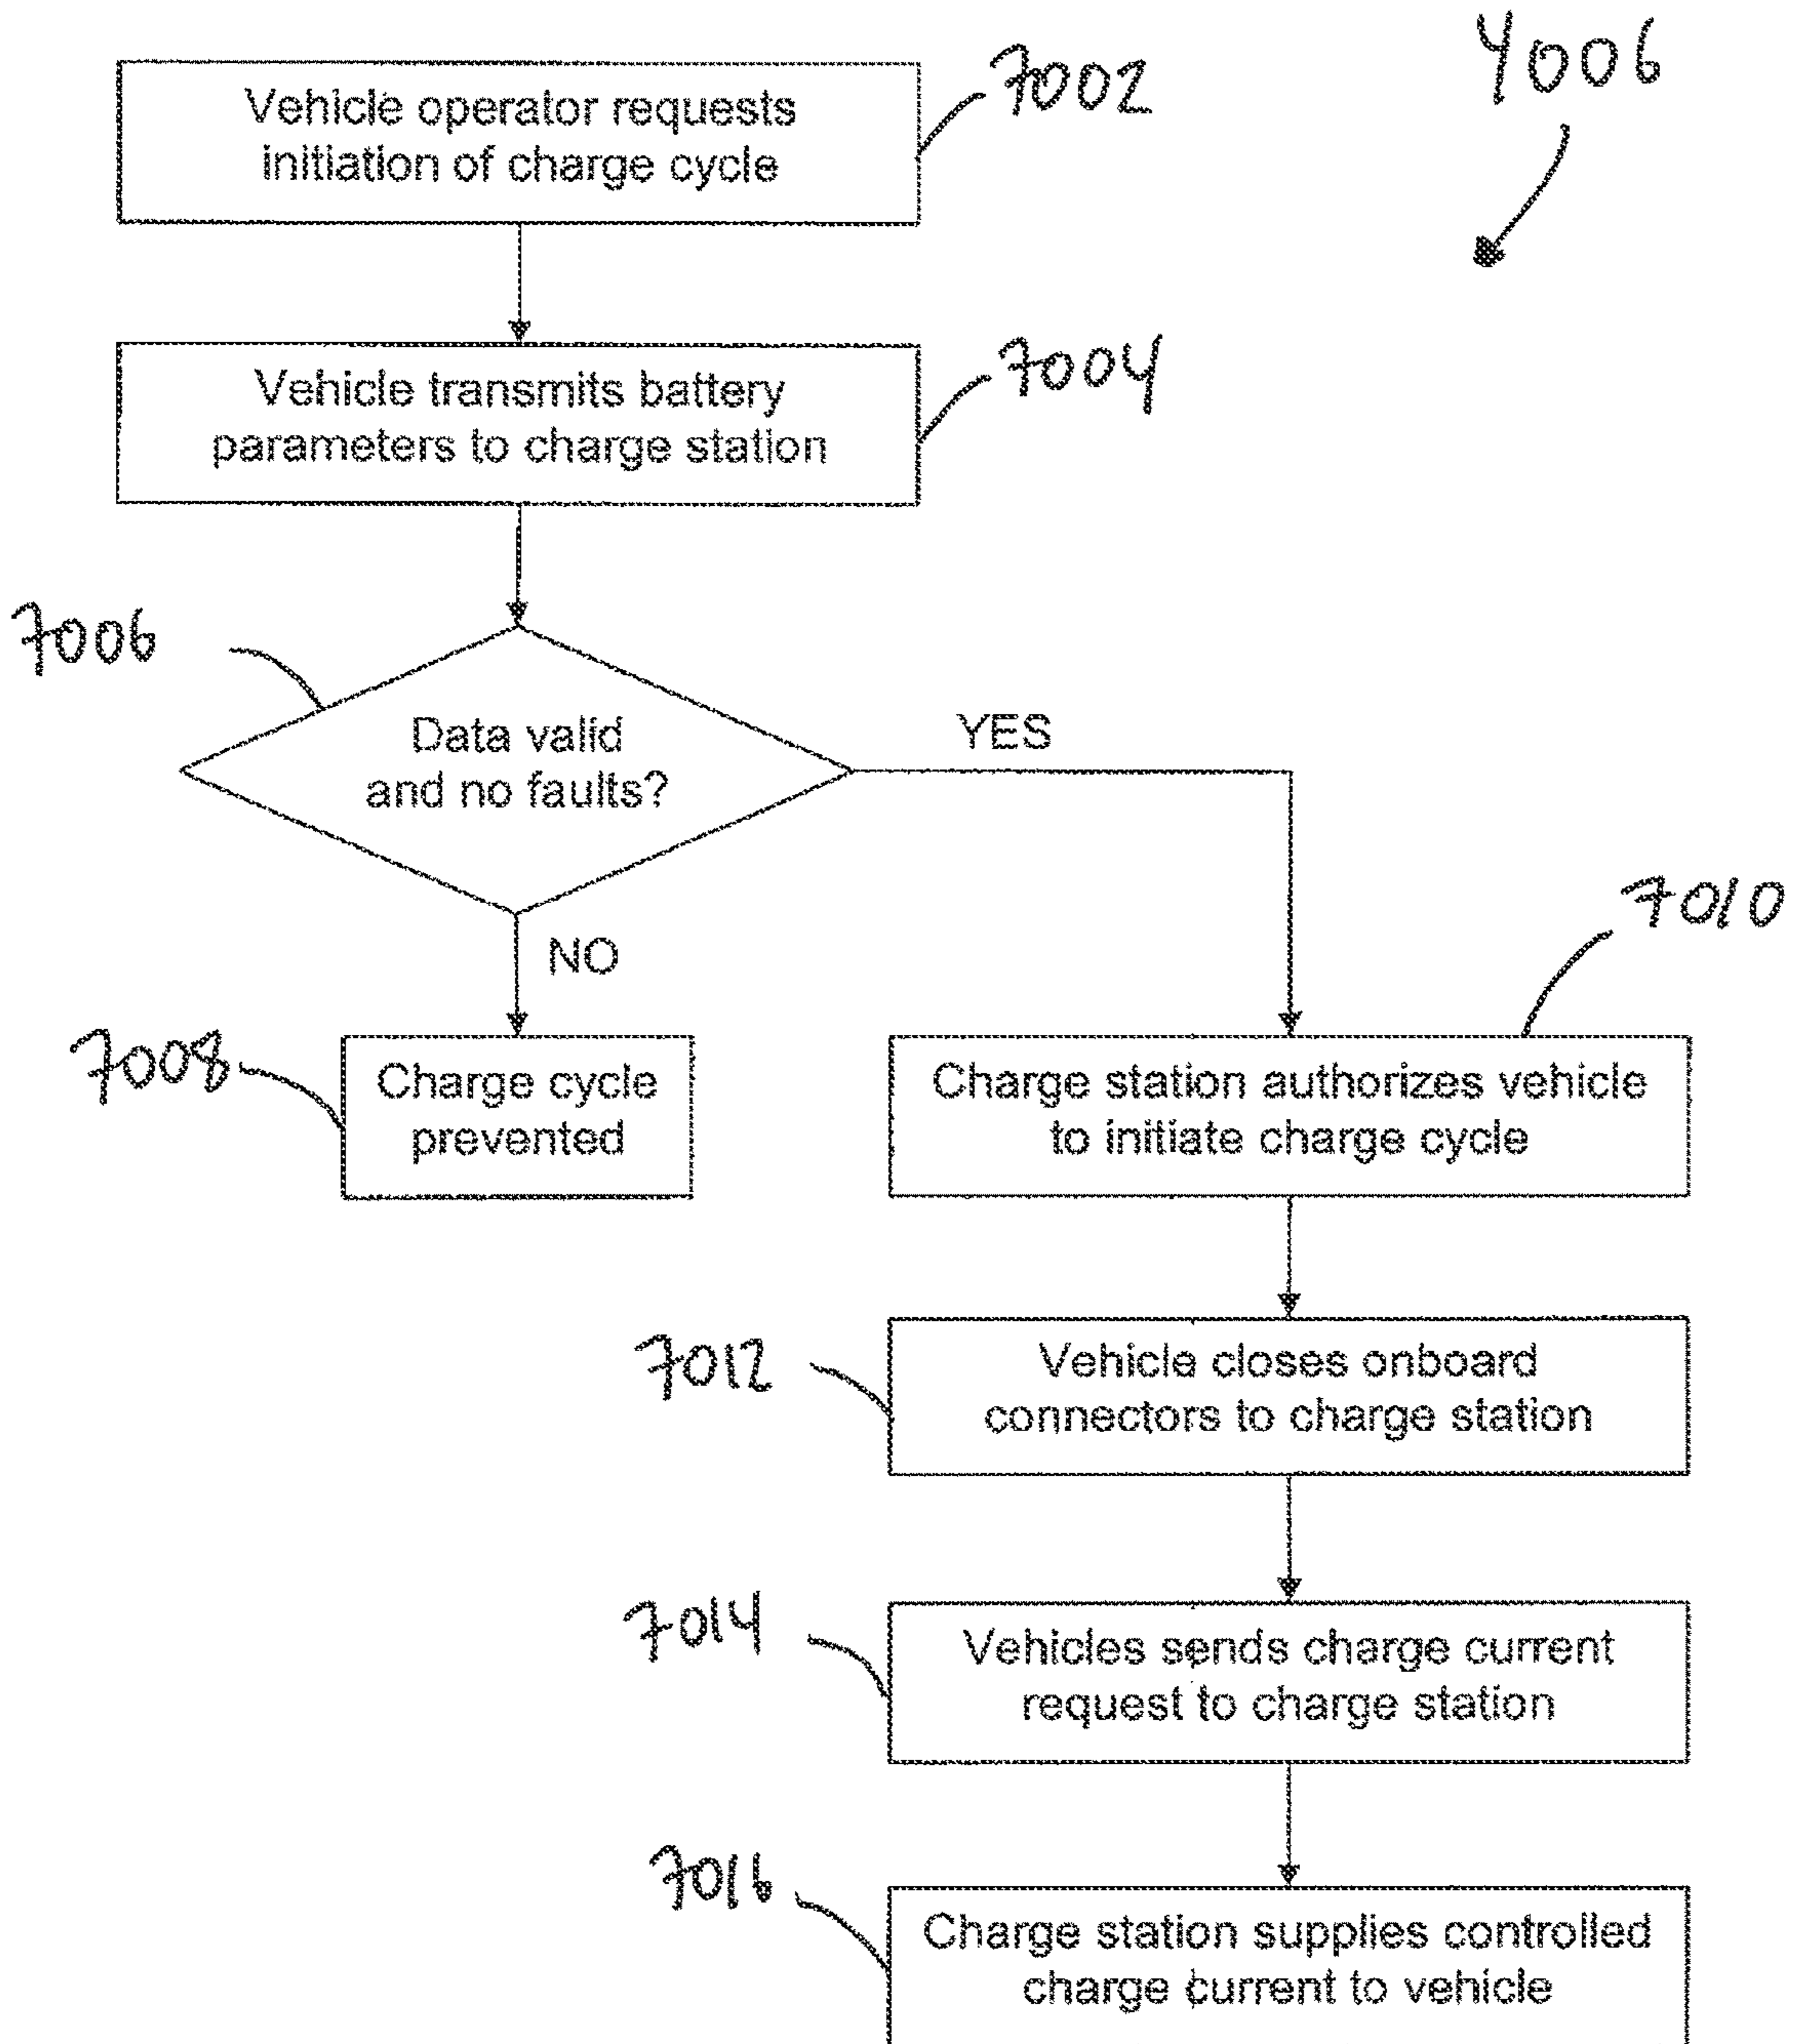 4006
Vehicle operator requests
initiation of charge cycle
7002
Vehicle transmits battery
parameters to charge station
7004
7006
Data valid
and no faults?
YES
NO
7008
Charge cycle
prevented
7010
Charge station authorizes vehicle
to initiate charge cycle
7012
Vehicle closes onboard
connectors to charge station
7014
Vehicles sends charge current
request to charge station
7016
Charge station supplies controlled
charge current to vehicle